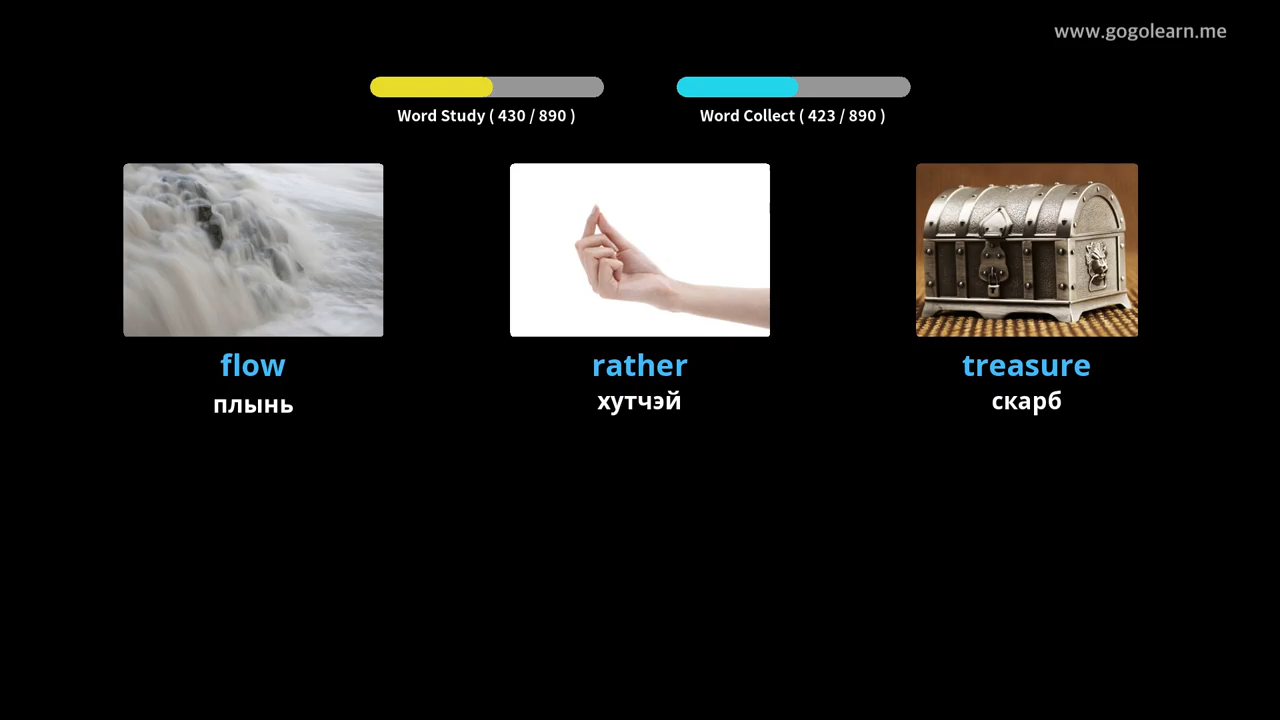 www.gogolearn.me
Word Study ( 430 / 890 )
Word Collect ( 423 / 890 )
flow
rather
treasure
плынь
хутчэй
скарб